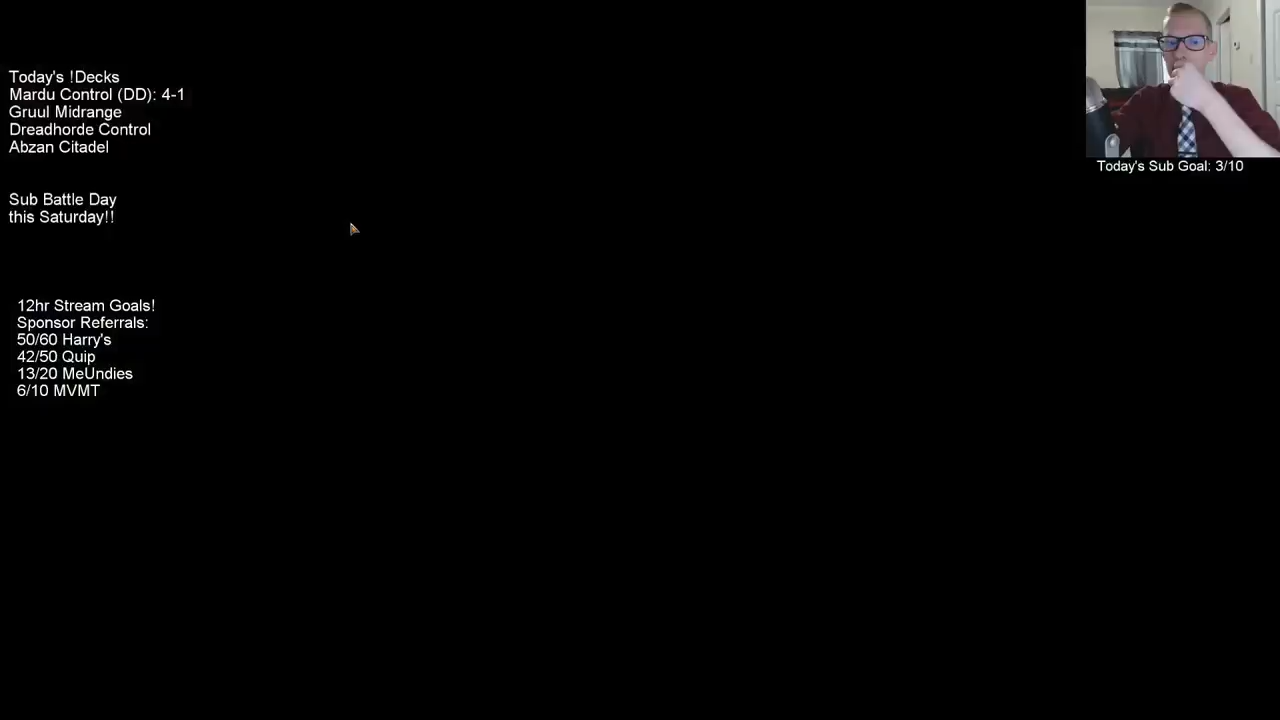 Today's !Decks
Mardu Control (DD): 4-1
Gruul Midrange
Dreadhorde Control
Abzan Citadel
Sub Battle Day
this Saturday!!
12hr Stream Goals!
Sponsor Referrals:
50/60 Harry's
42/50 Quip
13/20 MeUndies
6/10 MVMT
Today's Sub Goal: 3/10